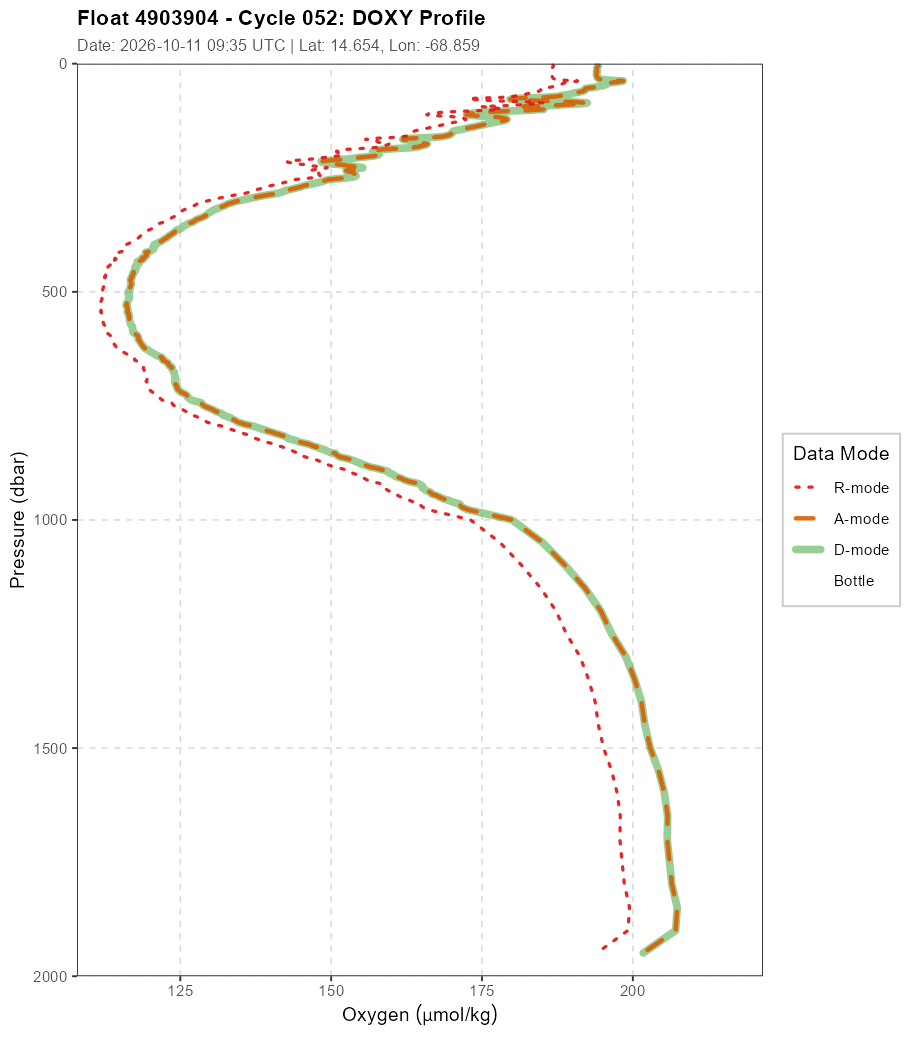 Float 4903904 - Cycle 052: DOXY Profile
Date: 2026-10-11 09:35 UTC | Lat: 14.654, Lon: -68.859
0
500
1000
1500
2000
Pressure (dbar)
125 150 175 200
Oxygen (µmol/kg)
Data Mode
R-mode
A-mode
D-mode
Bottle